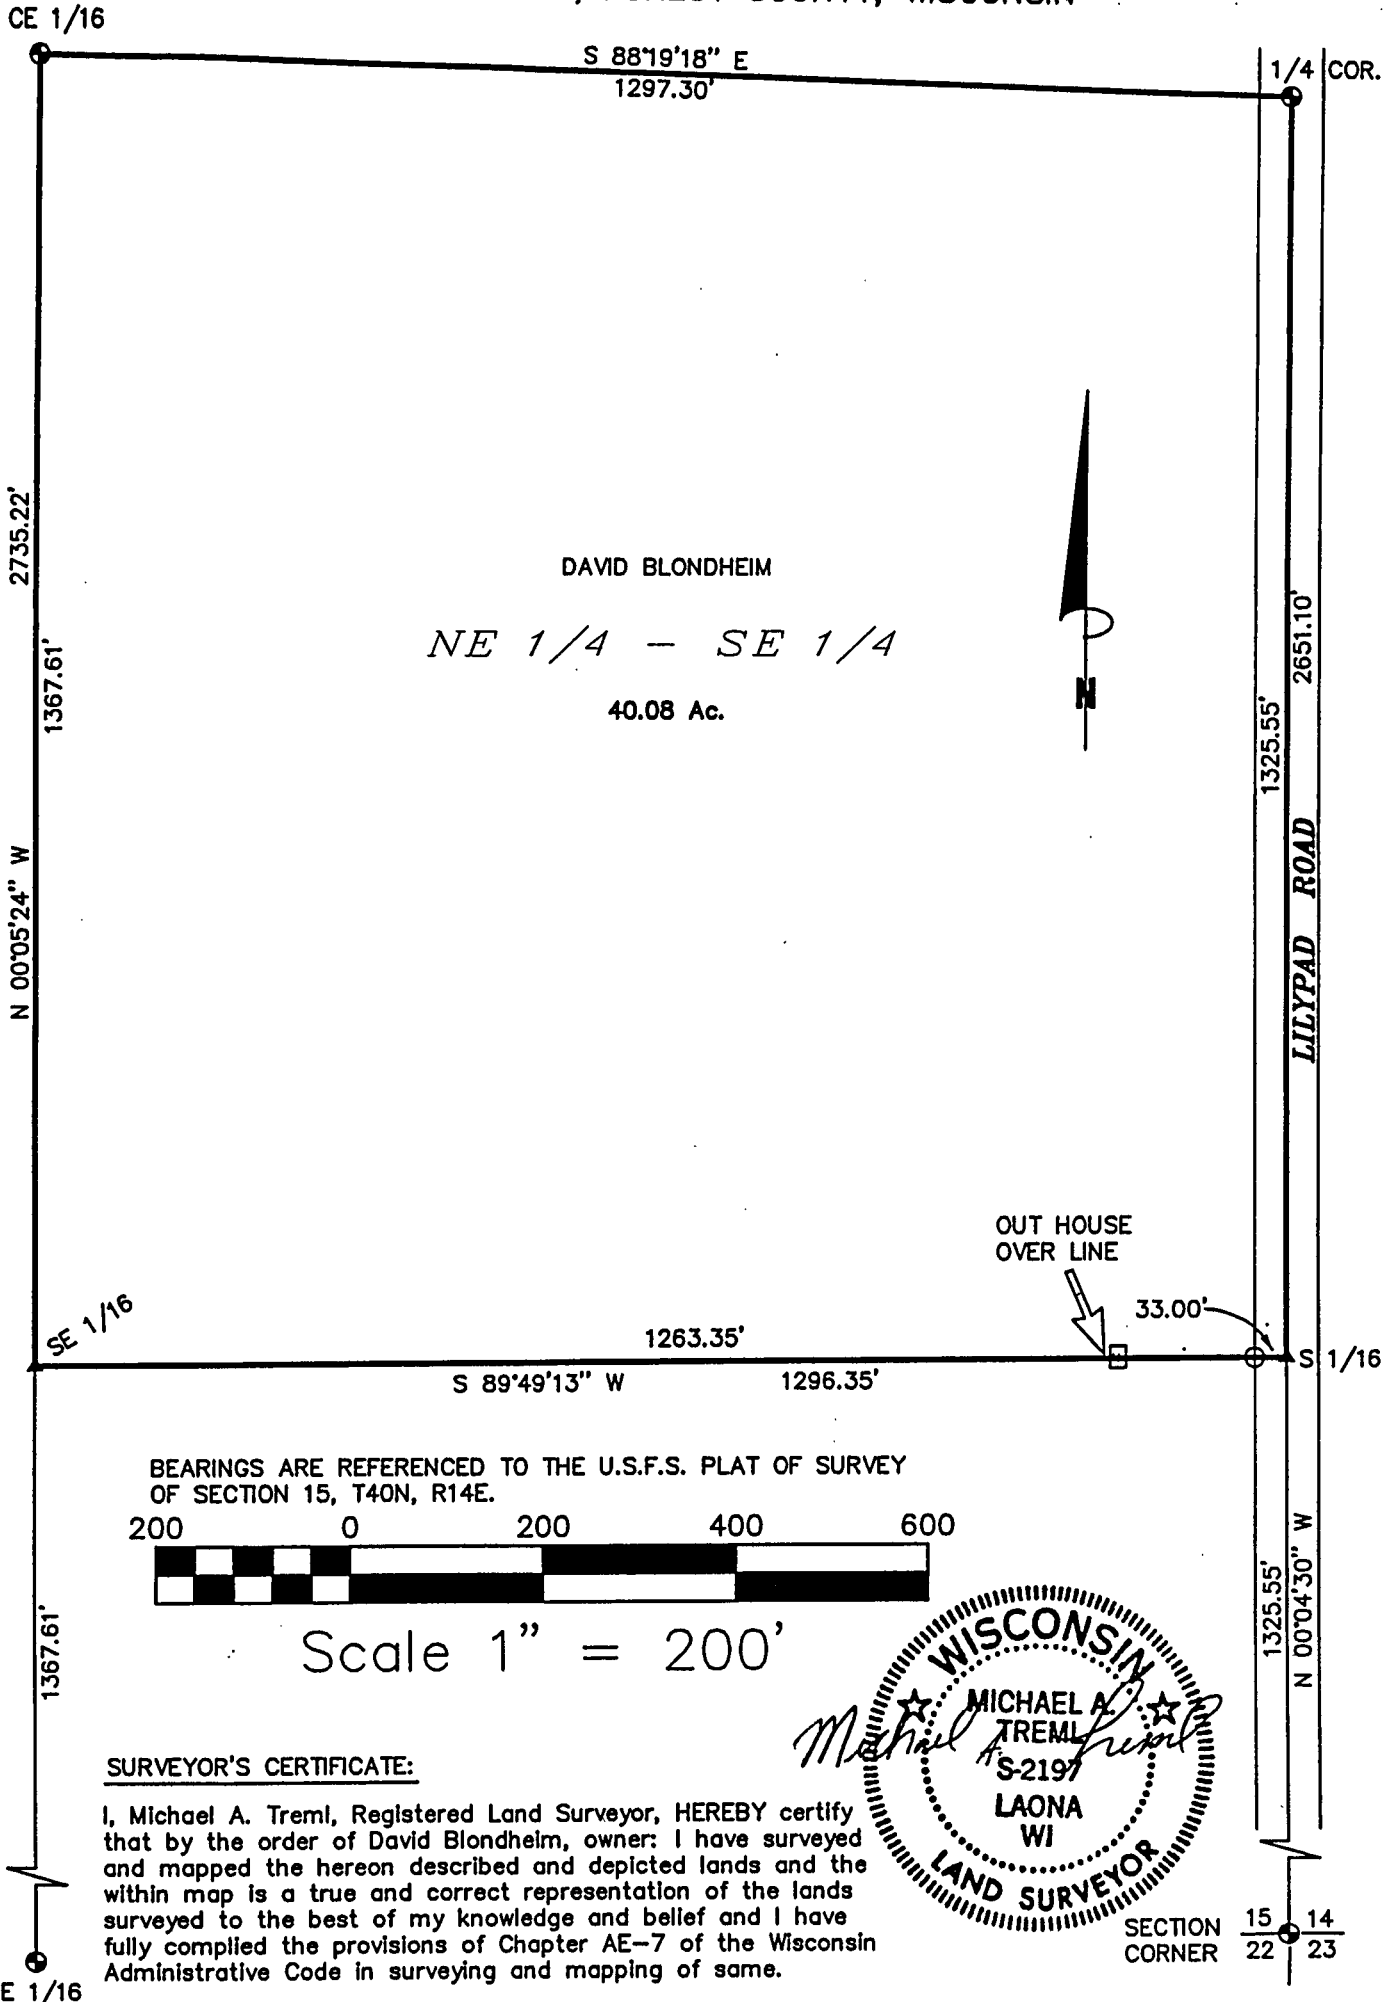 , FOREST COUNTY, WISCONSIN
CE 1/16
S 88°19'18" E
1297.30'
1/4 COR.
2735.22'
1367.61'
N 00°05'24" W
DAVID BLONDHEIM
NE 1/4 - SE 1/4
40.08 Ac.
N
2651.10'
1325.55'
LILYPAD ROAD
OUT HOUSE
OVER LINE
33.00'
SE 1/16
1263.35'
S 1/16
S 89°49'13" W
1296.35'
BEARINGS ARE REFERENCED TO THE U.S.F.S. PLAT OF SURVEY
OF SECTION 15, T40N, R14E.
200 0 200 400 600
Scale 1" = 200'
1367.61'
1325.55'
N 00°04'30" W
WISCONSIN
MICHAEL A.
TREML
S-2197
LAONA
WI
LAND SURVEYOR
Michael A. Treml
SURVEYOR'S CERTIFICATE:
I, Michael A. Treml, Registered Land Surveyor, HEREBY certify
that by the order of David Blondheim, owner: I have surveyed
and mapped the hereon described and depicted lands and the
within map is a true and correct representation of the lands
surveyed to the best of my knowledge and belief and I have
fully complied the provisions of Chapter AE-7 of the Wisconsin
Administrative Code in surveying and mapping of same.
SECTION
CORNER
15 14
22 23
E 1/16